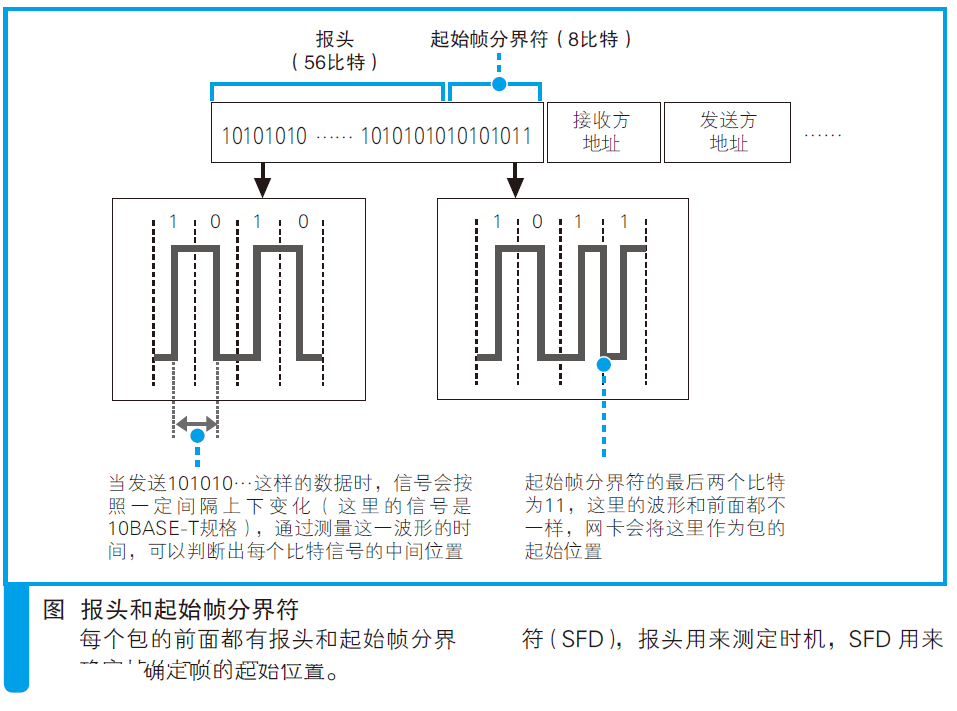 报头
（56比特）
起始帧分界符（8比特）
10101010 …… 1010101010101011
接收方
地址
发送方
地址
……
1 0 1 0
1 0 1 1
当发送101010…这样的数据时，信号会按
照一定间隔上下变化（这里的信号是
10BASE-T规格），通过测量这一波形的时
间，可以判断出每个比特信号的中间位置
起始帧分界符的最后两个比特
为11，这里的波形和前面都不
一样，网卡会将这里作为包的
起始位置
图 报头和起始帧分界符
每个包的前面都有报头和起始帧分界
符（SFD），报头用来测定时机，SFD 用来
确定帧的起始位置。